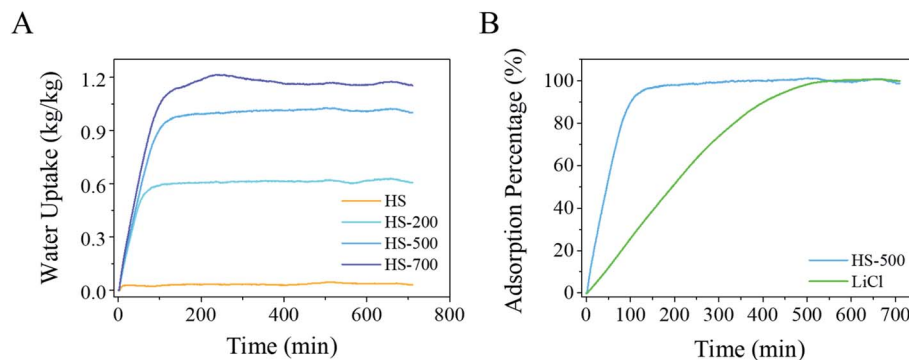 A
Water Uptake (kg/kg)
1.2
0.9
0.6
0.3
0.0
HS
HS-200
HS-500
HS-700
0 200 400 600 800
Time (min)
B
Adsorption Percentage (%)
100
80
60
40
20
0
HS-500
LiCl
0 100 200 300 400 500 600 700
Time (min)